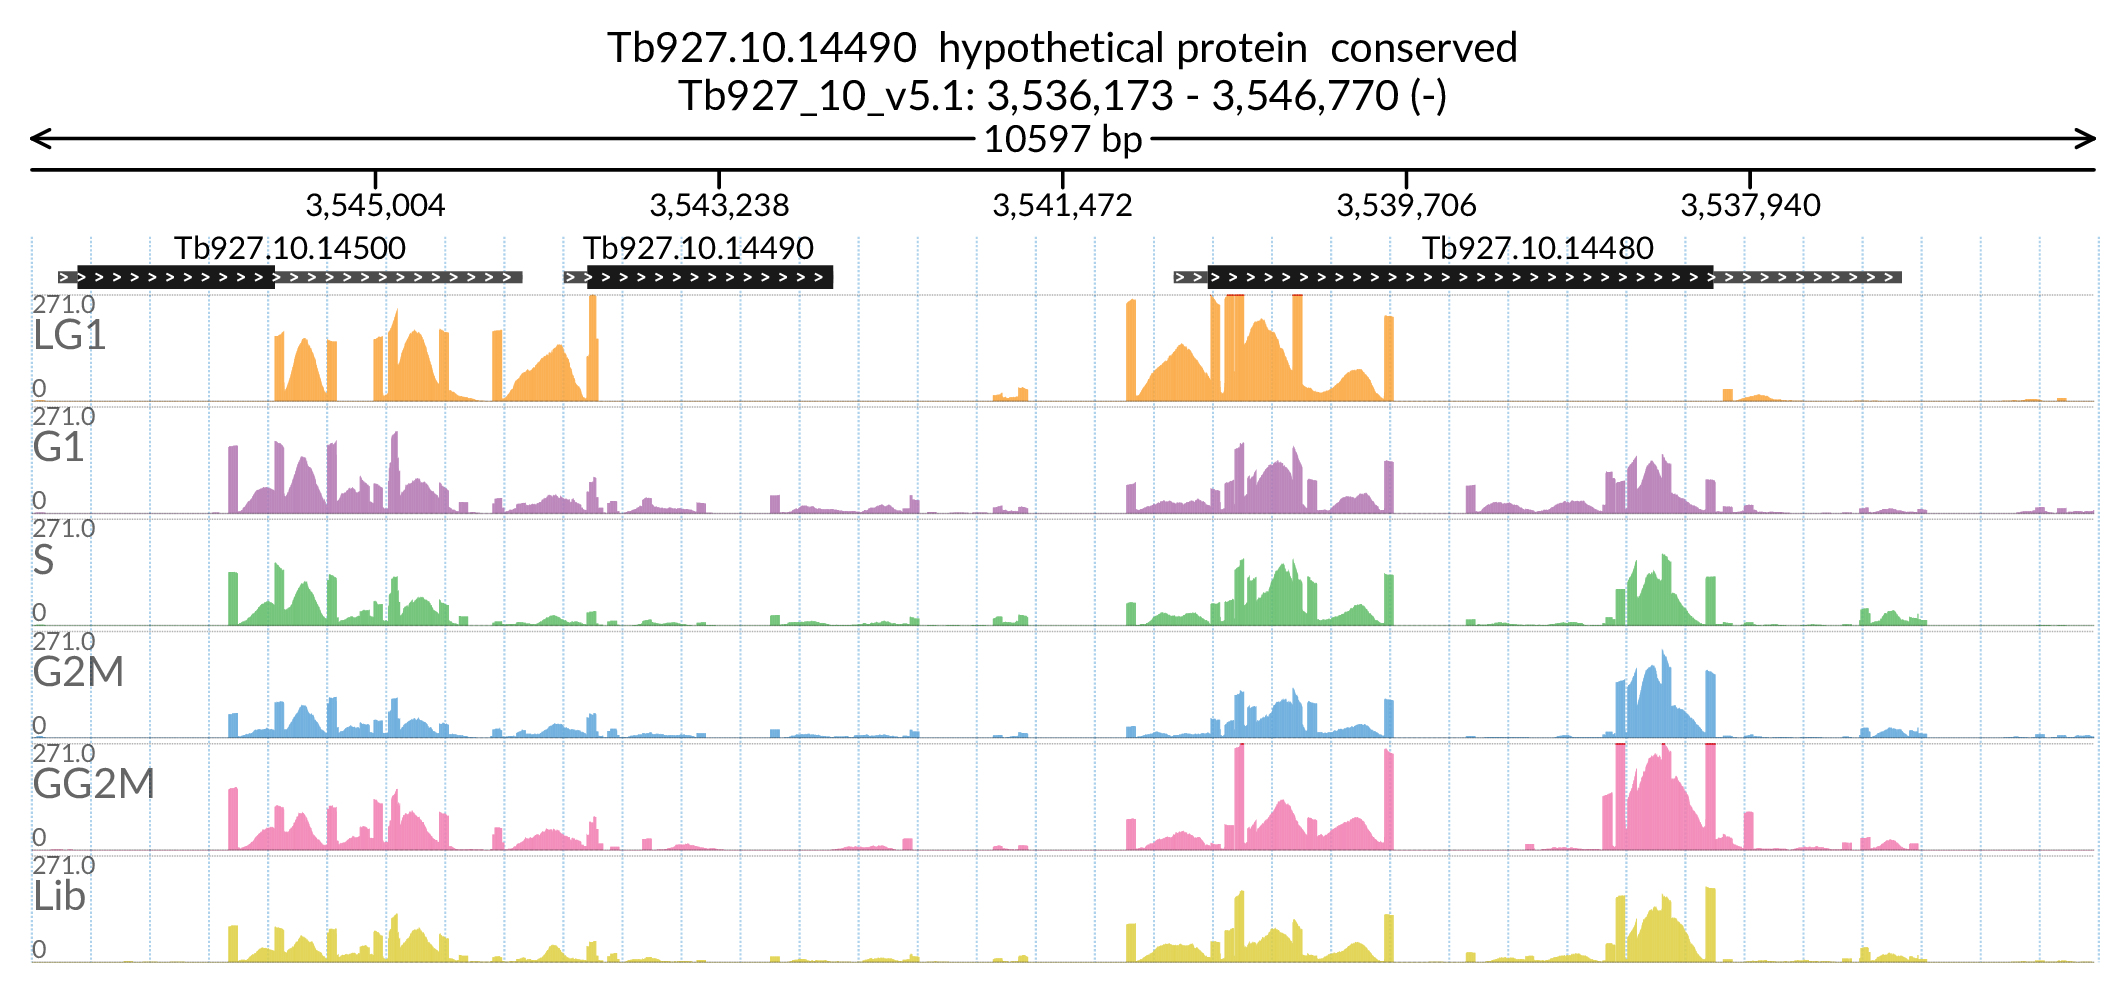 Tb927.10.14490  hypothetical protein  conserved
Tb927_10_v5.1: 3,536,173 - 3,546,770 (-)
10597 bp
3,545,004 3,543,238 3,541,472 3,539,706 3,537,940
Tb927.10.14500 Tb927.10.14490 Tb927.10.14480
271.0
LG1
0
271.0
G1
0
271.0
S
0
271.0
G2M
0
271.0
GG2M
0
271.0
Lib
0